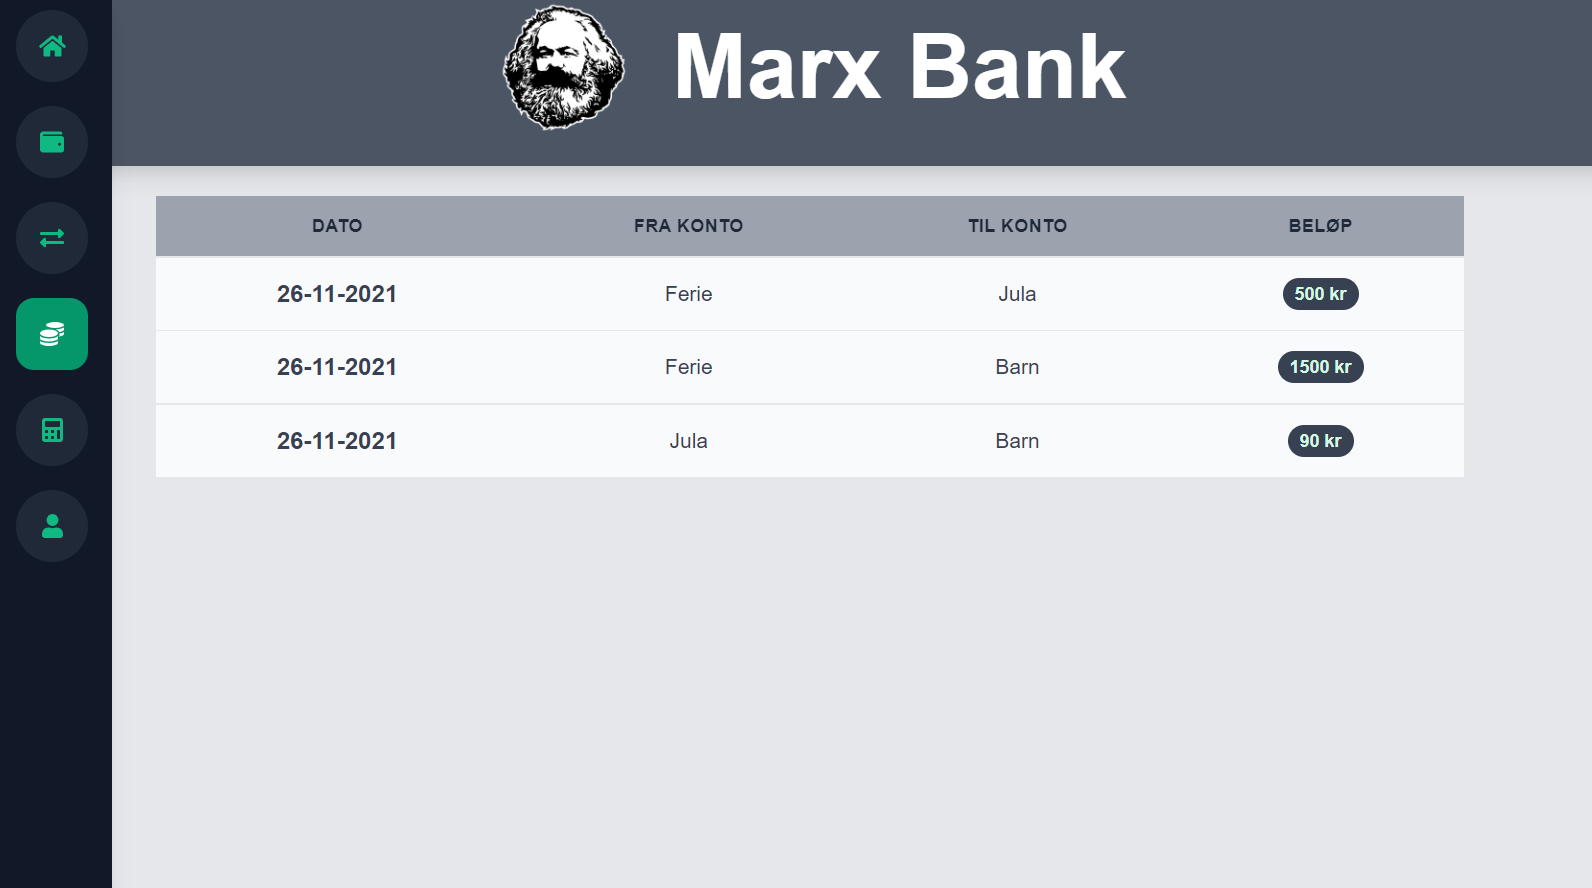 Marx Bank
DATO FRA KONTO TIL KONTO BELØP
26-11-2021 Ferie Jula 500 kr
26-11-2021 Ferie Barn 1500 kr
26-11-2021 Jula Barn 90 kr